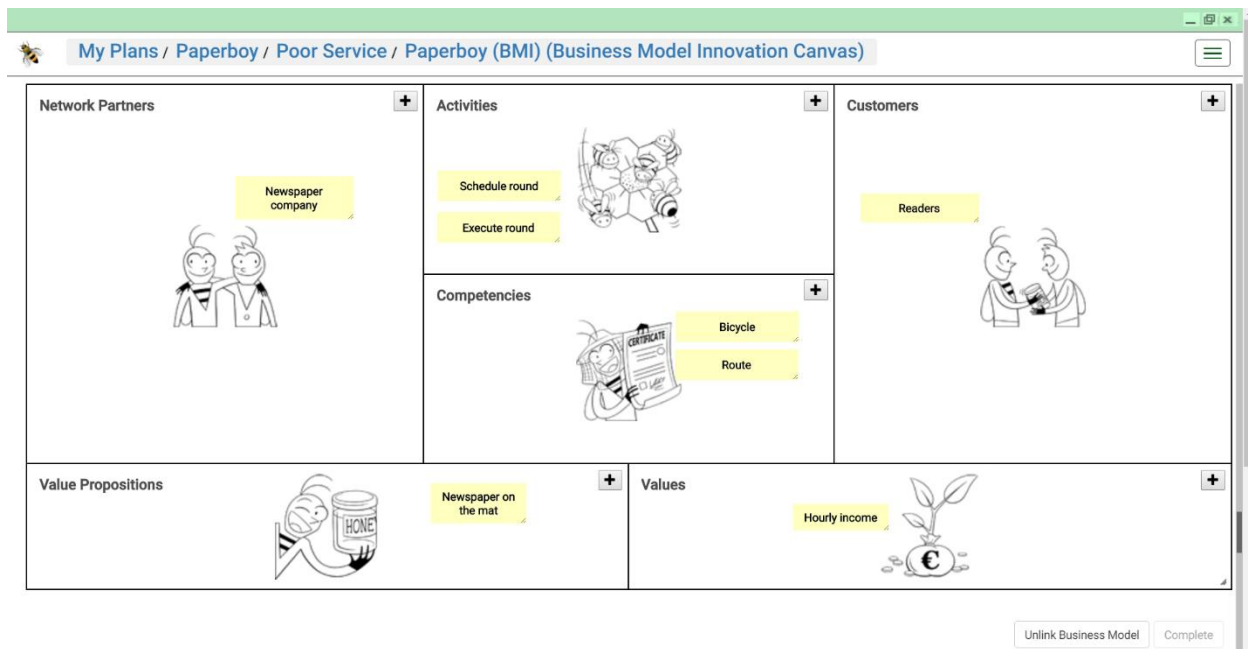 My Plans / Paperboy / Poor Service / Paperboy (BMI) (Business Model Innovation Canvas)
Network Partners
Newspaper
company
Activities
Schedule round
Execute round
Competencies
CERTIFICATE
Bicycle
Route
Customers
Readers
Value Propositions
HONEY
Newspaper on
the mat
Values
Hourly income
€
Unlink Business Model
Complete